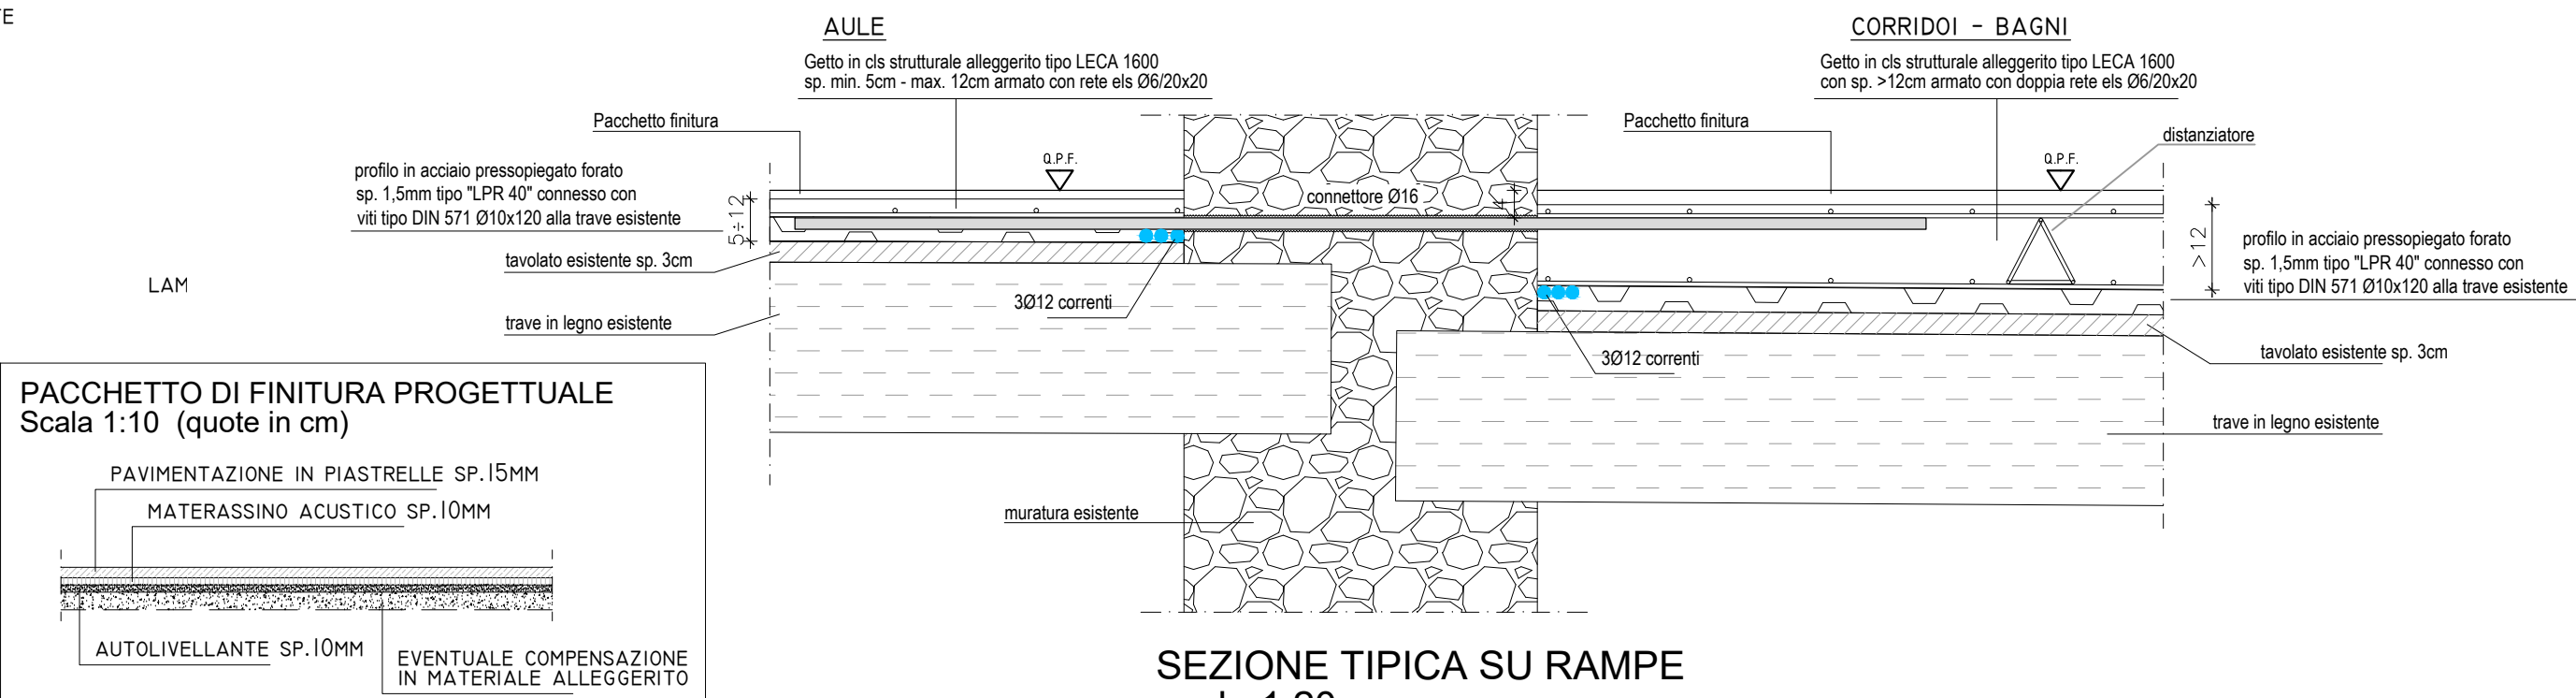 AULE
Getto in cls strutturale alleggerito tipo LECA 1600
sp. min. 5cm - max. 12cm armato con rete els Ø6/20x20
CORRIDOI - BAGNI
Getto in cls strutturale alleggerito tipo LECA 1600
con sp. >12cm armato con doppia rete els Ø6/20x20
Pacchetto finitura
Pacchetto finitura
distanziatore
Q.P.F.
Q.P.F.
profilo in acciaio pressopiegato forato
sp. 1,5mm tipo "LPR 40" connesso con
viti tipo DIN 571 Ø10x120 alla trave esistente
5÷12
connettore Ø16
4
>12
profilo in acciaio pressopiegato forato
sp. 1,5mm tipo "LPR 40" connesso con
viti tipo DIN 571 Ø10x120 alla trave esistente
tavolato esistente sp. 3cm
LAM
3Ø12 correnti
trave in legno esistente
3Ø12 correnti
tavolato esistente sp. 3cm
trave in legno esistente
muratura esistente
PACCHETTO DI FINITURA PROGETTUALE
Scala 1:10 (quote in cm)
PAVIMENTAZIONE IN PIASTRELLE SP.15MM
MATERASSINO ACUSTICO SP.10MM
AUTOLIVELLANTE SP.10MM
EVENTUALE COMPENSAZIONE
IN MATERIALE ALLEGGERITO
SEZIONE TIPICA SU RAMPE